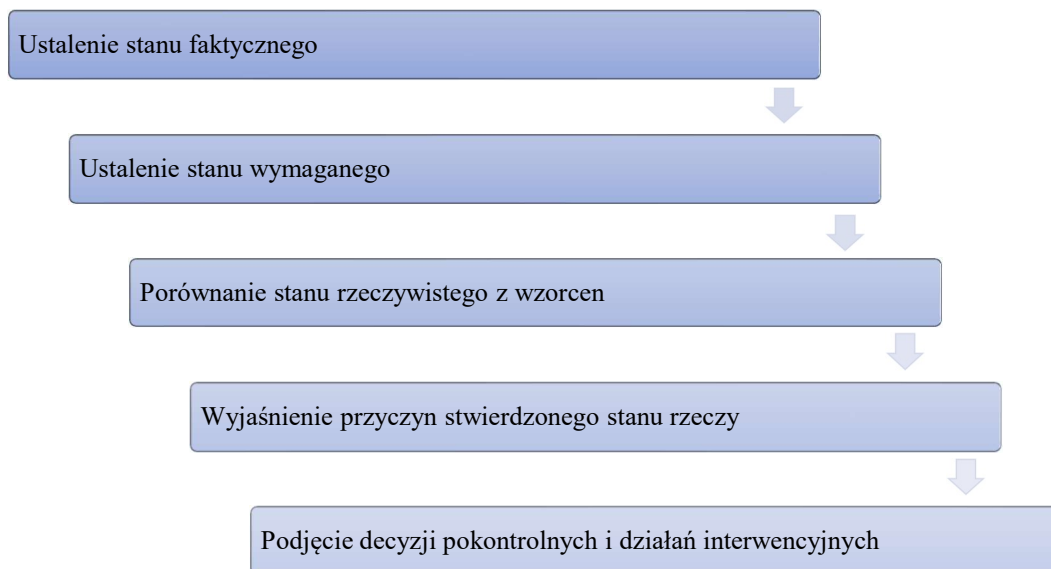 Ustalenie stanu faktycznego
Ustalenie stanu wymaganego
Porównanie stanu rzeczywistego z wzorcen
Wyjaśnienie przyczyn stwierdzonego stanu rzeczy
Podjęcie decyzji pokontrolnych i działań interwencyjnych